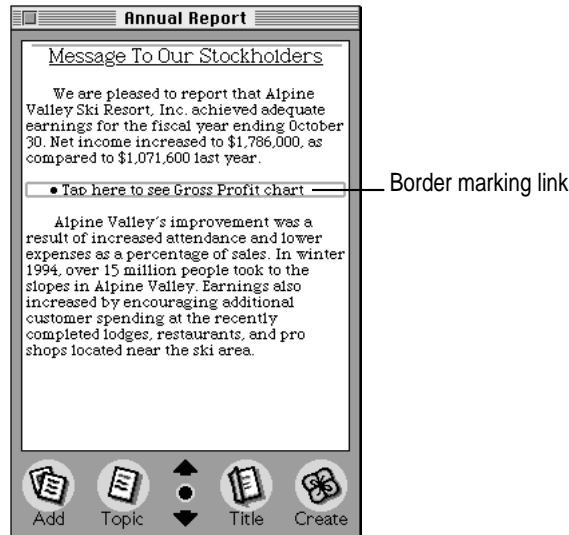 Annual Report
Message To Our Stockholders
We are pleased to report that Alpine
Valley Ski Resort, Inc. achieved adequate
earnings for the fiscal year ending October
30. Net income increased to $1,786,000, as
compared to $1,071,600 last year.
• Tap here to see Gross Profit chart
Border marking link
Alpine Valley's improvement was a
result of increased attendance and lower
expenses as a percentage of sales. In winter
1994, over 15 million people took to the
slopes in Alpine Valley. Earnings also
increased by encouraging additional
customer spending at the recently
completed lodges, restaurants, and pro
shops located near the ski area.
Add Topic Title Create